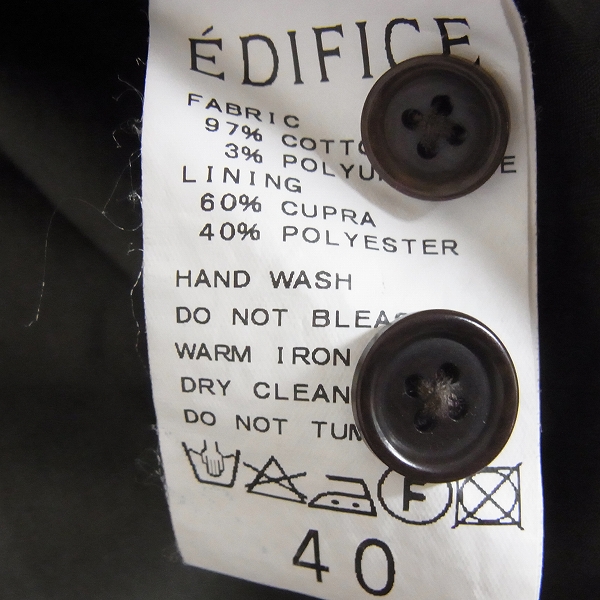 ÉDIFICE
FABRIC
97% COTTO
3% POLYU E
LINING
60% CUPRA
40% POLYESTER
HAND WASH
DO NOT BLEAC
WARM IRON
DRY CLEAN
DO NOT TUM
F
40